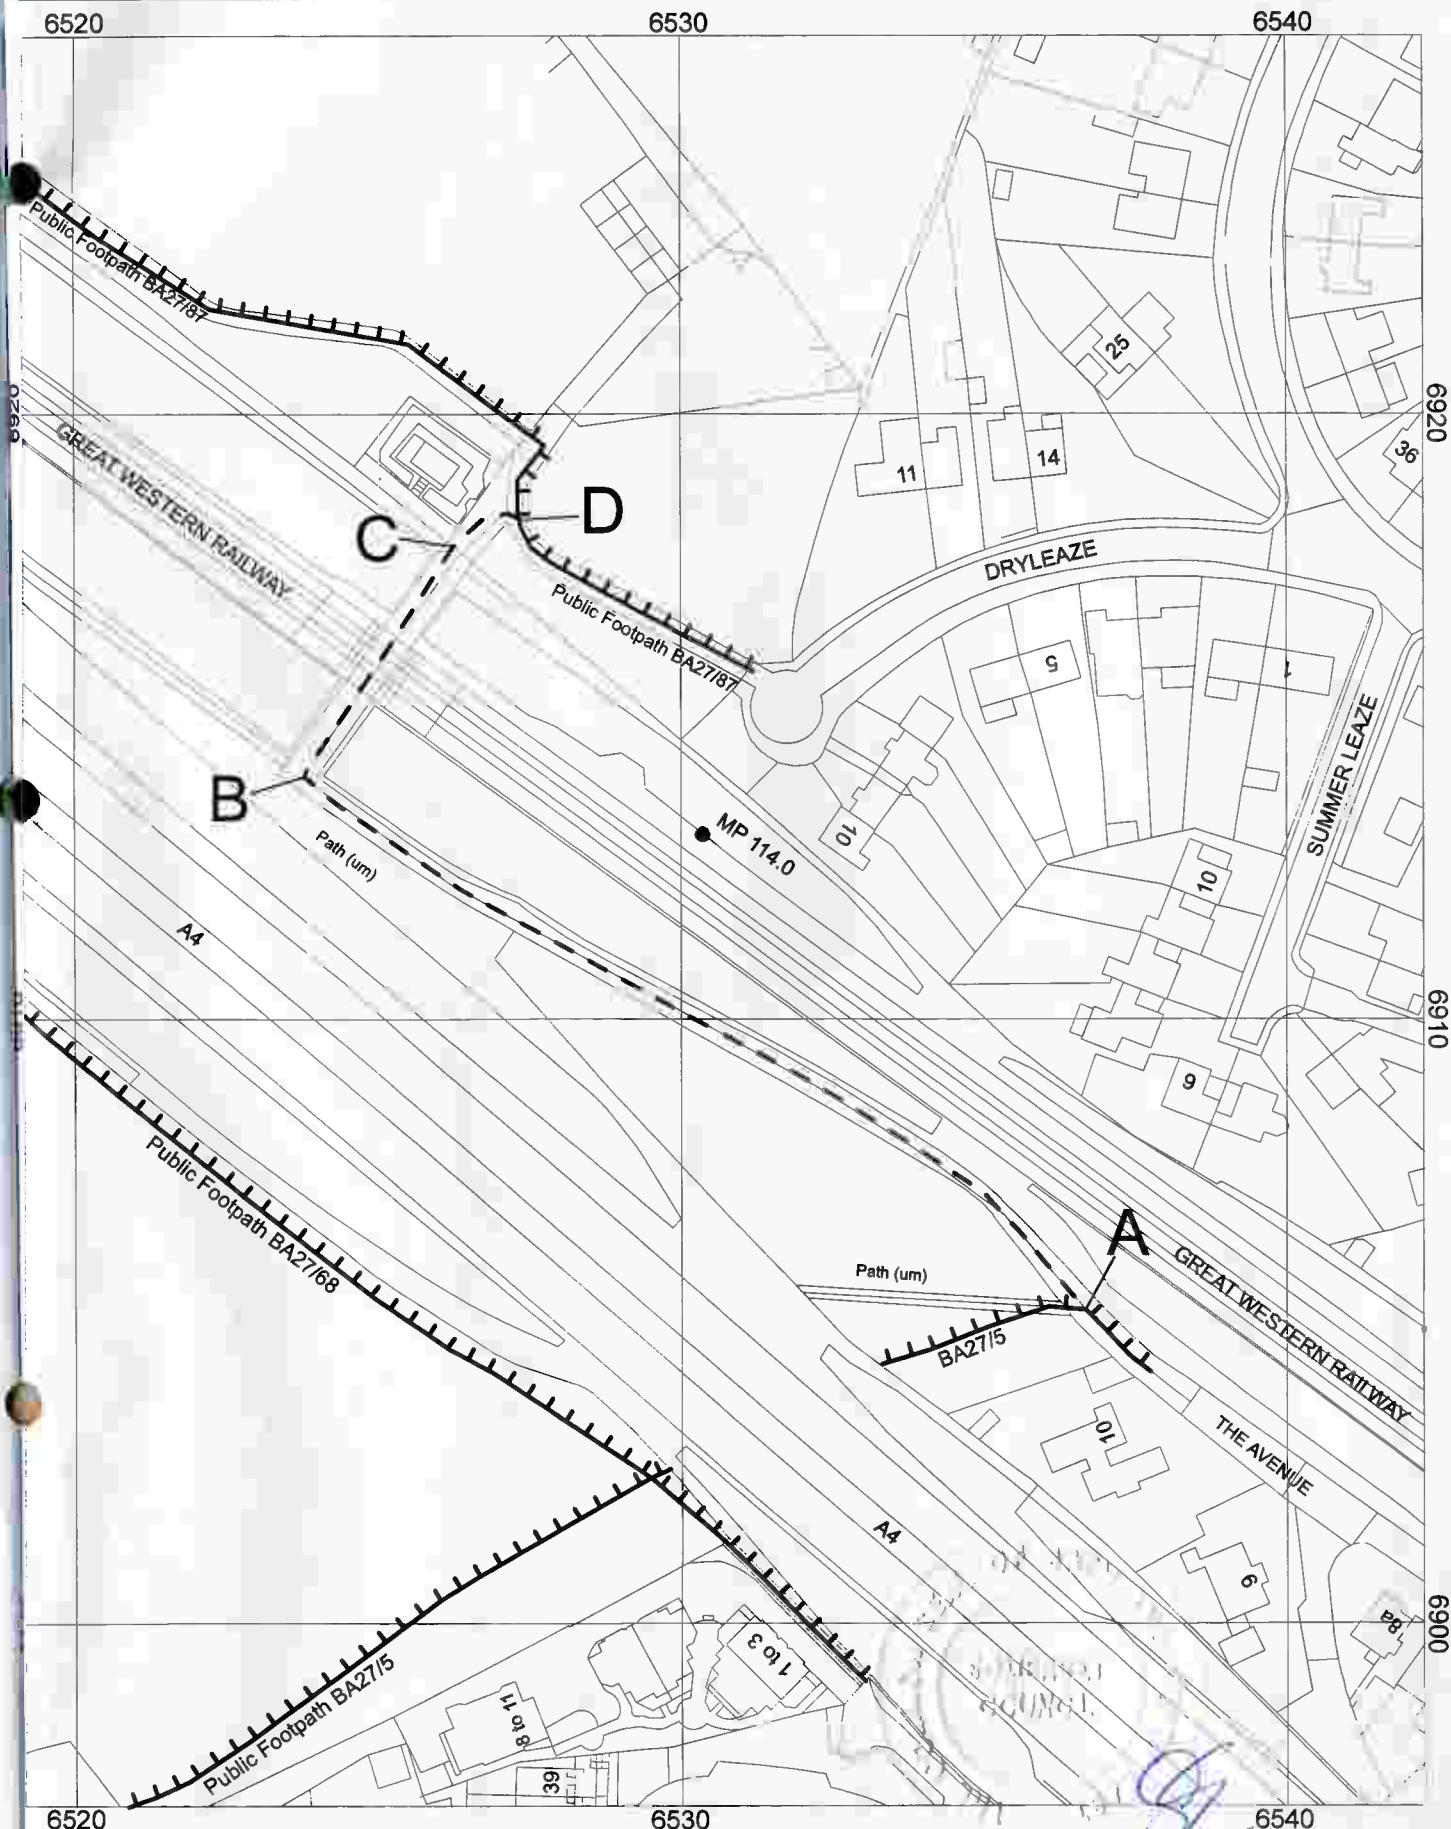 6520
6530
6540
Public Footpath BA27/87
25
6920
6920
GREAT WESTERN RAILWAY
36
11
14
D
C
DRYLEAZE
Public Footpath BA27/87
5
1
SUMMER LEAZE
B
MP 114.0
10
Path (um)
10
A4
6910
9
Public Footpath BA27/68
A
Path (um)
GREAT WESTERN RAILWAY
BA27/5
10
THE AVENUE
A4
6
8a
6900
1 to 3
Public Footpath BA27/5
8 to 11
39
COUNCIL
6520
6530
6540